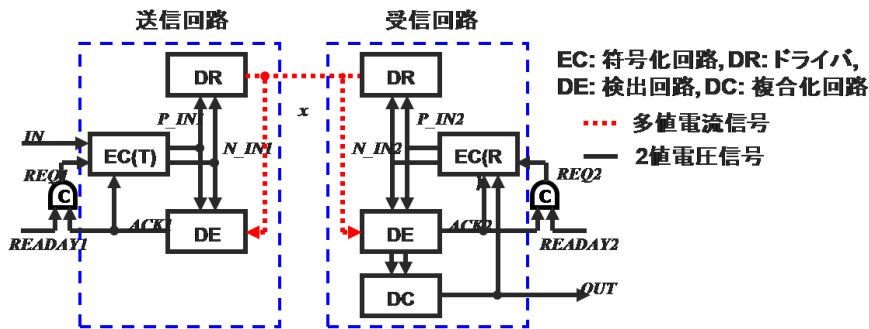 送信回路
受信回路
DR
DR
EC: 符号化回路, DR: ドライバ,
DE: 検出回路, DC: 複合化回路
P_IN1
x
P_IN2
多値電流信号
IN
EC(T)
N_IN1
N_IN2
EC(R
)
2値電圧信号
REQ1
REQ2
C
C
ACK1
ACK2
READAY1
DE
DE
READAY2
DC
OUT